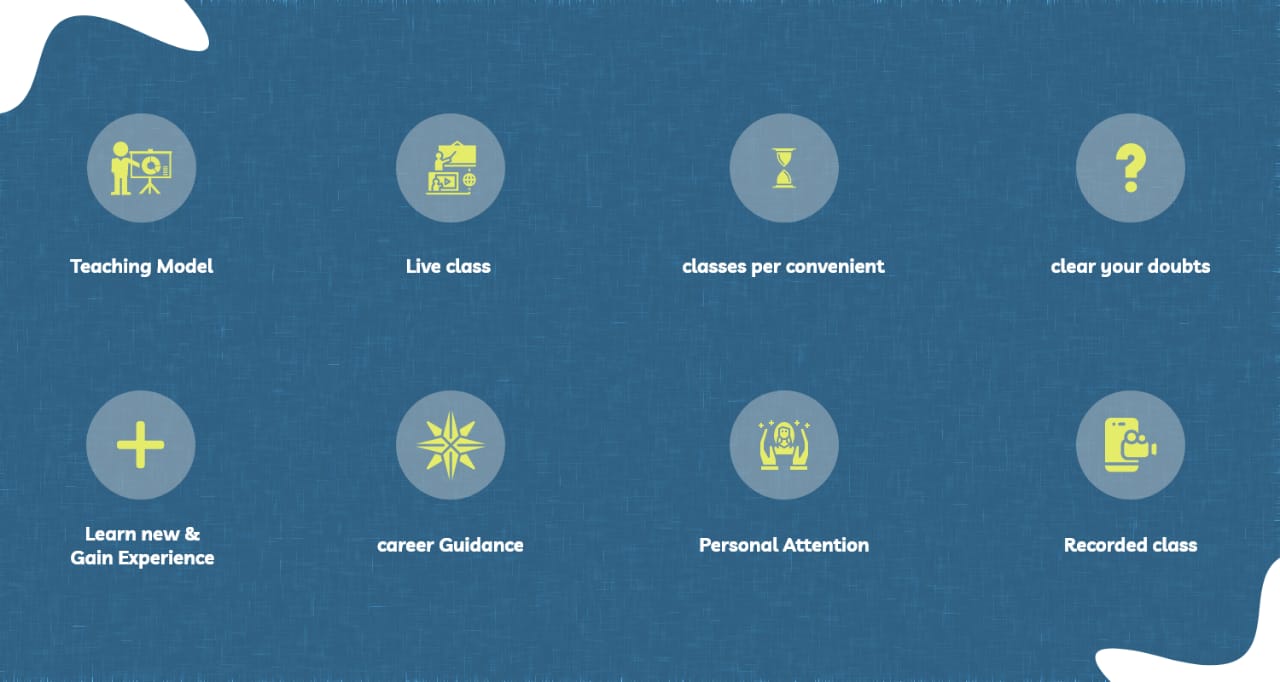 Teaching Model
Live class
classes per convenient
clear your doubts
Learn new &
Gain Experience
career Guidance
Personal Attention
Recorded class